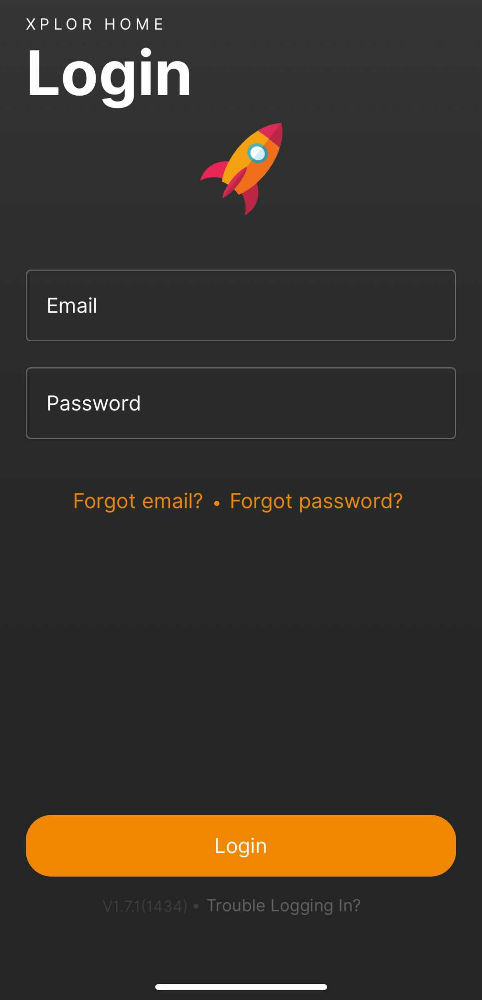 XPLOR HOME
Login
Email
Password
Forgot email? • Forgot password?
Login
V1.7.1(1434) • Trouble Logging In?